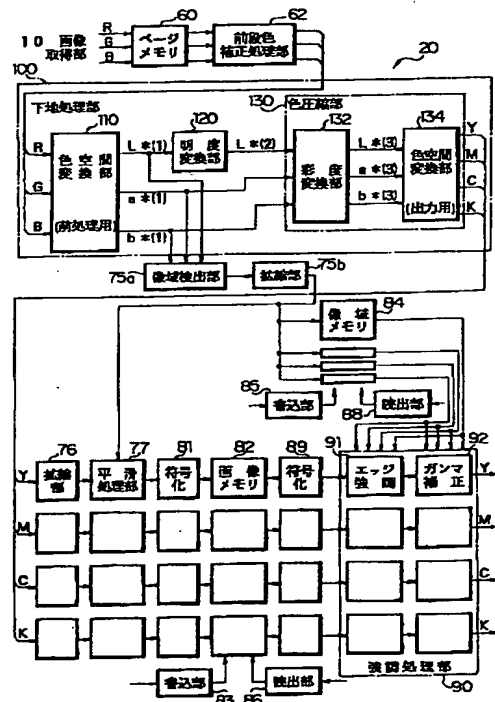 60
62
20
100
10 画像取得部
R
G
B
ページメモリ
前段色補正処理部
下地処理部
110
120
130
色圧縮部
132
134
R
G
B
色空間変換部
(前処理用)
L*(1)
a*(1)
b*(1)
明度変換部
L*(2)
彩度変換部
L*(3)
a*(3)
b*(3)
色空間変換部
(出力用)
Y
M
C
K
75a
像域検出部
拡縮部
75b
像域メモリ
84
85
書込部
88
読出部
76
77
81
82
89
91
92
Y
拡縮部
平滑処理部
符号化
画像メモリ
符号化
エッジ強調
ガンマ補正
Y
M
C
C
K
K
書込部
83
86
読出部
強調処理部
90